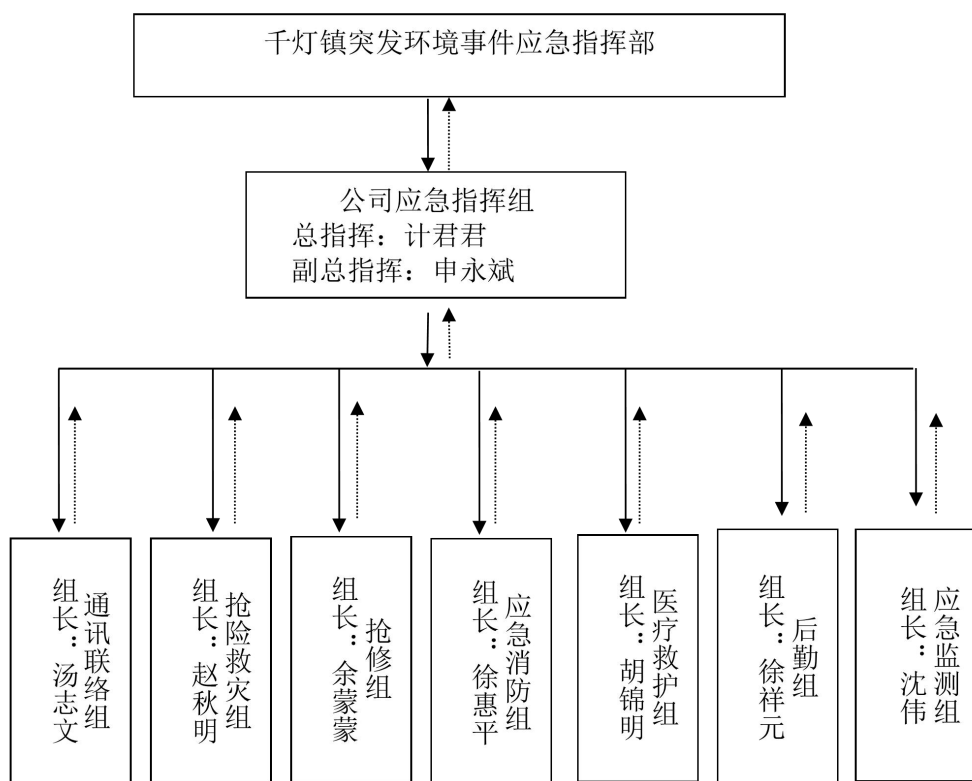 千灯镇突发环境事件应急指挥部
公司应急指挥组
总指挥：计君君
副总指挥：申永斌
通讯联络组
组长：汤志文
抢险救灾组
组长：赵秋明
抢修组
组长：余蒙蒙
应急消防组
组长：徐惠平
医疗救护组
组长：胡锦明
后勤组
组长：徐祥元
应急监测组
组长：沈伟